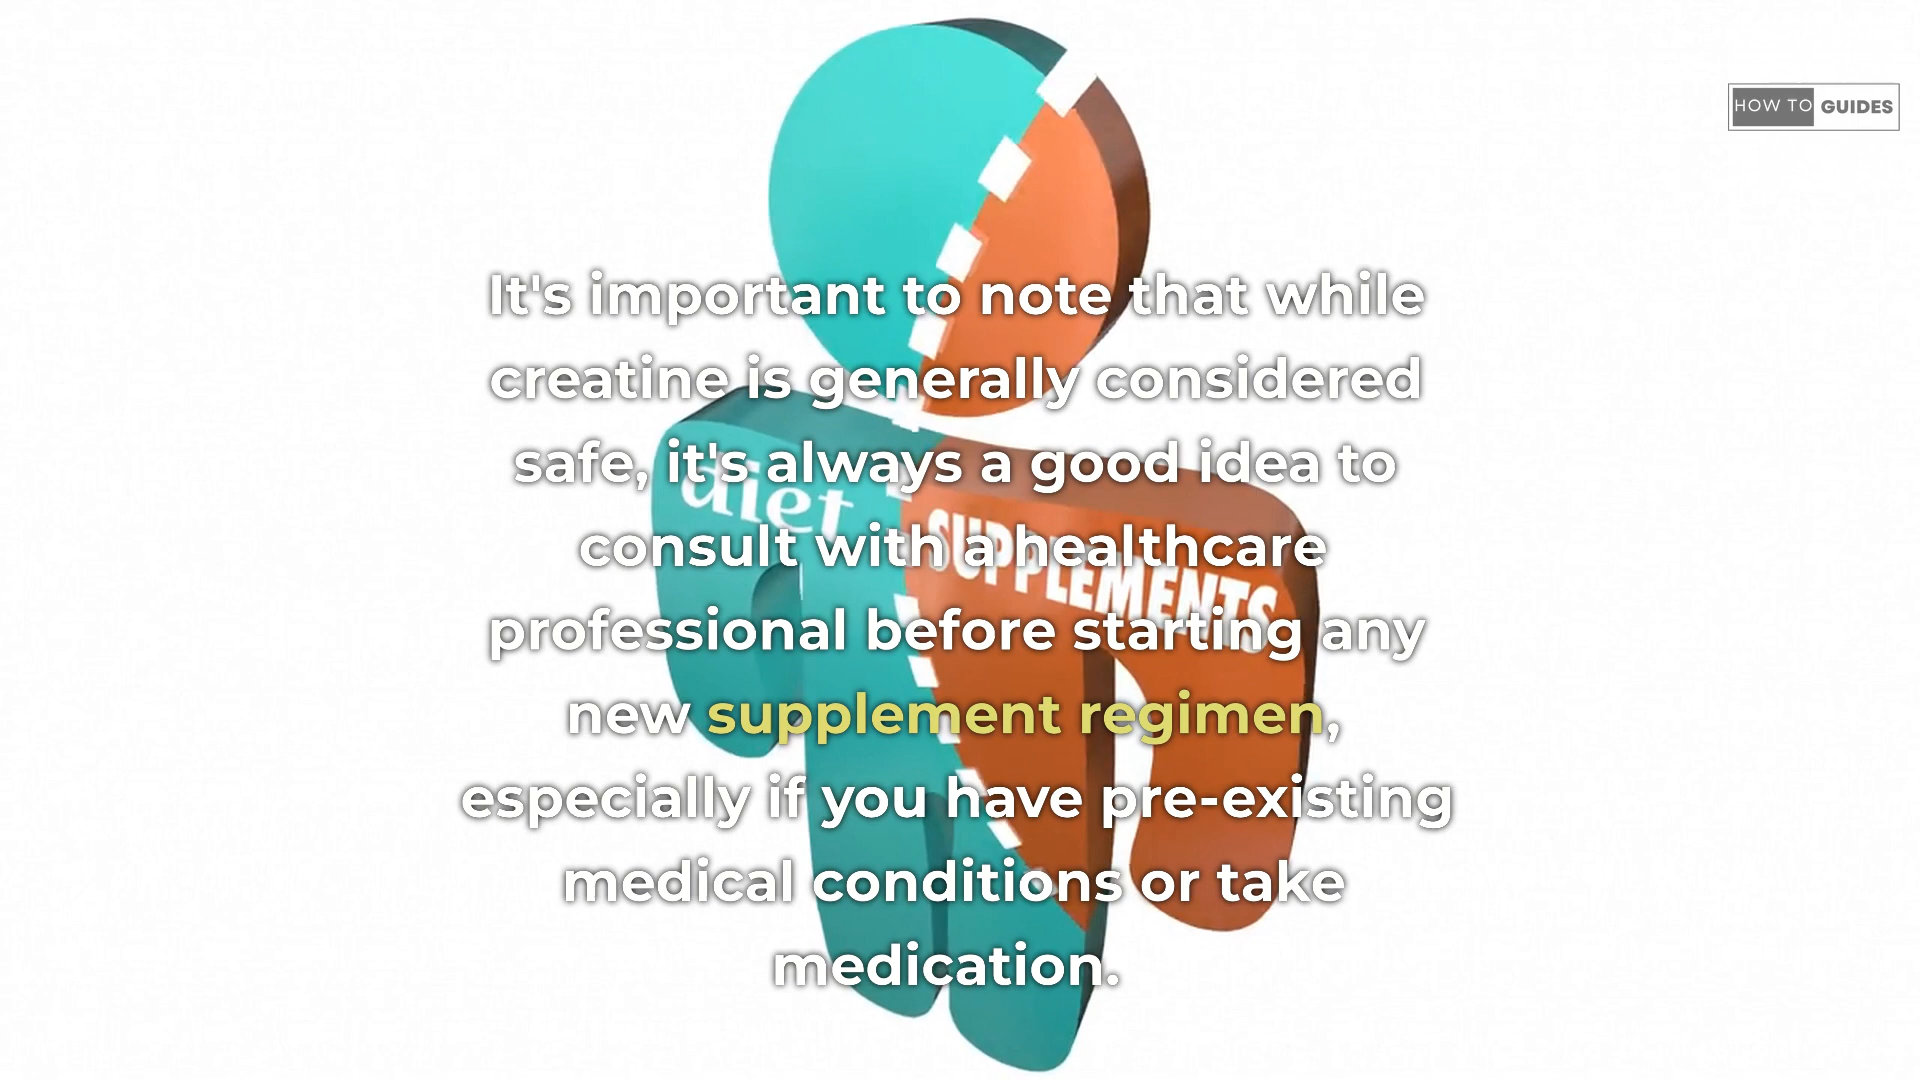 HOW TO GUIDES
It's important to note that while
creatine is generally considered
safe, it's always a good idea to
diet
consult with a healthcare
SUPPLEMENTS
professional before starting any
new supplement regimen,
especially if you have pre-existing
medical conditions or take
medication.